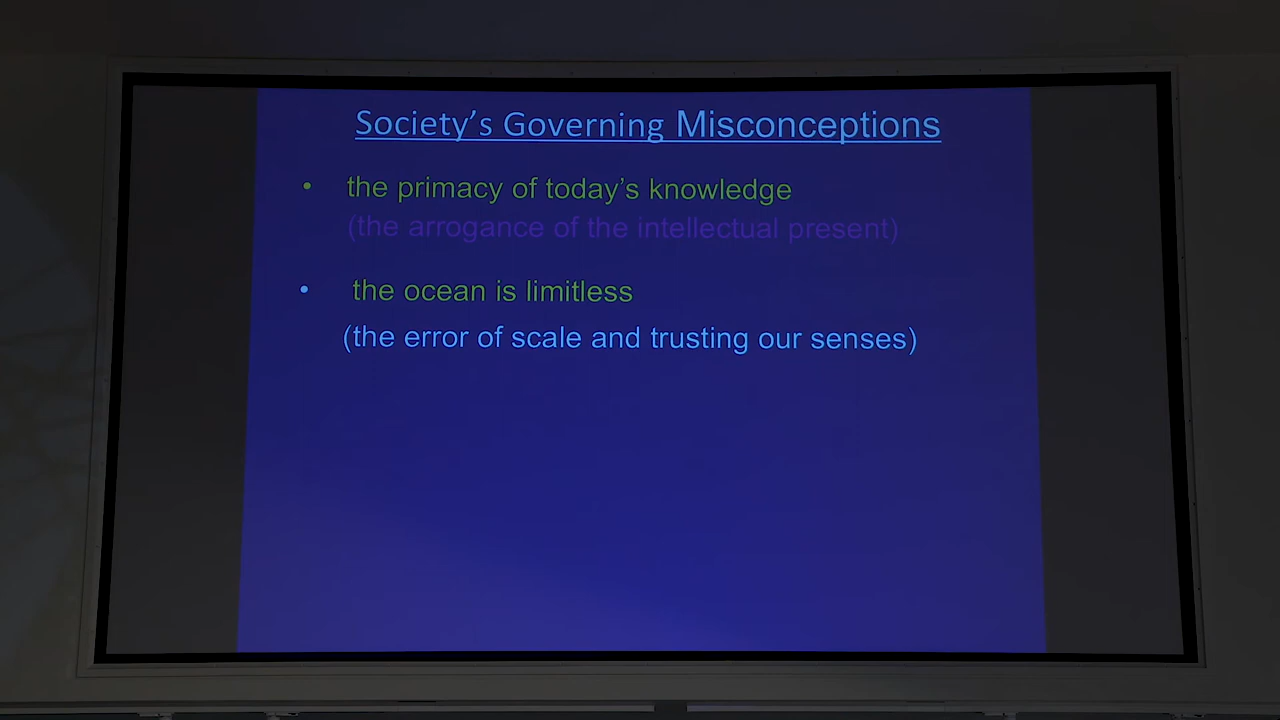 Society’s Governing Misconceptions
• the primacy of today’s knowledge
(the arrogance of the intellectual present)
• the ocean is limitless
(the error of scale and trusting our senses)